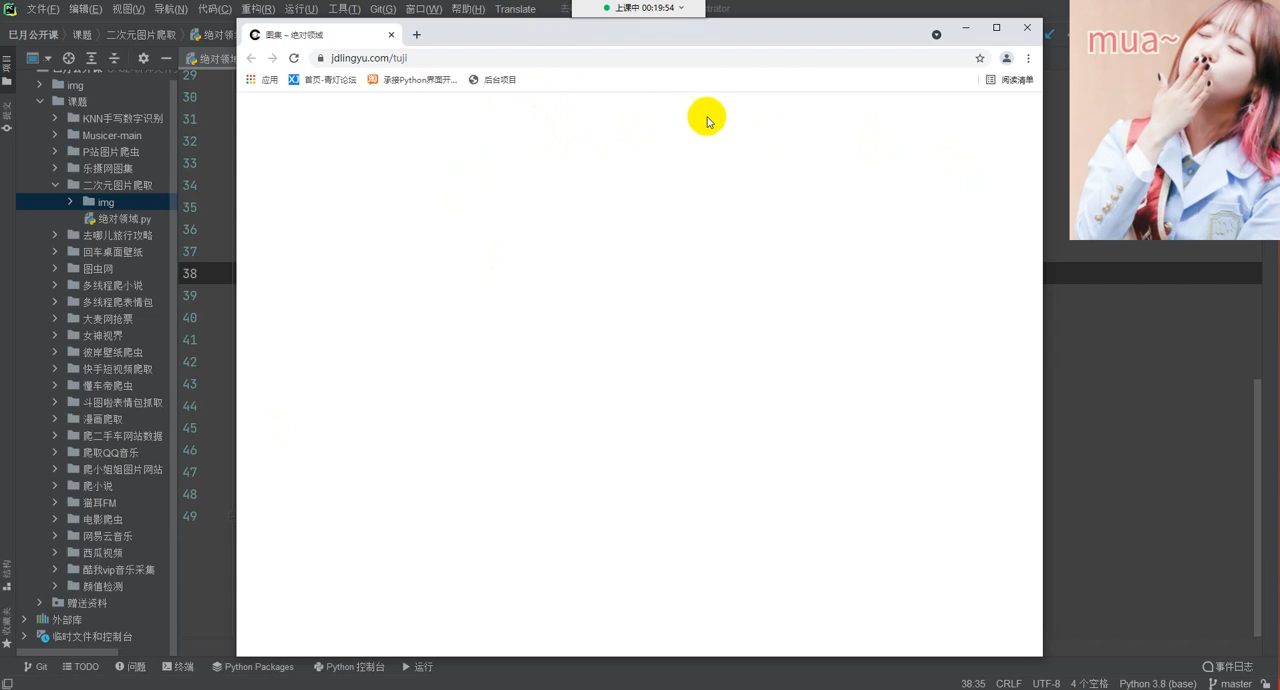 文件(F) 编辑(E) 视图(V) 导航(N) 代码(C) 重构(R) 运行(U) 工具(T) Git(G) 窗口(W) 帮助(H) Translate
上课中 00:19:54
mua~
巳月公开课 课题 二次元图片爬取
图集 – 绝对领域
jdlingyu.com/tuji
应用 首页-青灯论坛 承接Python界面开... 后台项目 阅读清单
项目
提交
img
课题
KNN手写数字识别
Musicer-main
P站图片爬虫
乐摄网图集
二次元图片爬取
img
绝对领域.py
去哪儿旅行攻略
回车桌面壁纸
图虫网
多线程爬小说
多线程爬表情包
大麦网抢票
女神视界
彼岸壁纸爬虫
快手短视频爬取
懂车帝爬虫
斗图啦表情包抓取
漫画爬取
爬二手车网站数据
爬取QQ音乐
爬小姐姐图片网站
爬小说
猫耳FM
电影爬虫
网易云音乐
西瓜视频
酷我vip音乐采集
颜值检测
赠送资料
外部库
临时文件和控制台
29
30
31
32
33
34
35
36
37
38
39
40
41
42
43
44
45
46
47
48
49
结构
收藏夹
Git TODO 问题 终端 Python Packages Python 控制台 运行 事件日志
38:35 CRLF UTF-8 4 个空格 Python 3.8 (base) master